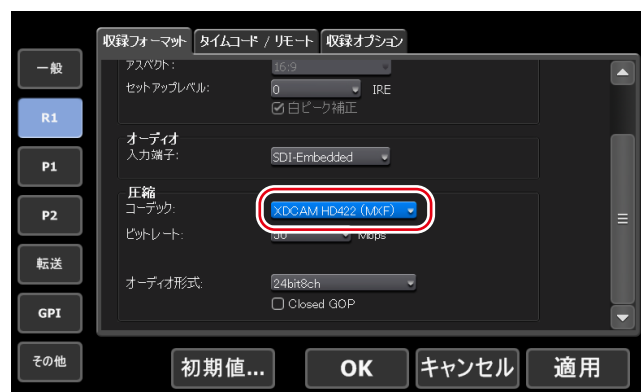 収録フォーマット タイムコード / リモート 収録オプション
一般
R1
P1
P2
転送
GPI
その他
アスペクト: 16:9
セットアップレベル: 0 IRE
白ピーク補正
オーディオ
入力端子: SDI-Embedded
圧縮
コーデック: XDCAM HD422 (MXF)
ビットレート: 50 Mbps
オーディオ形式: 24bit8ch
Closed GOP
初期値... OK キャンセル 適用